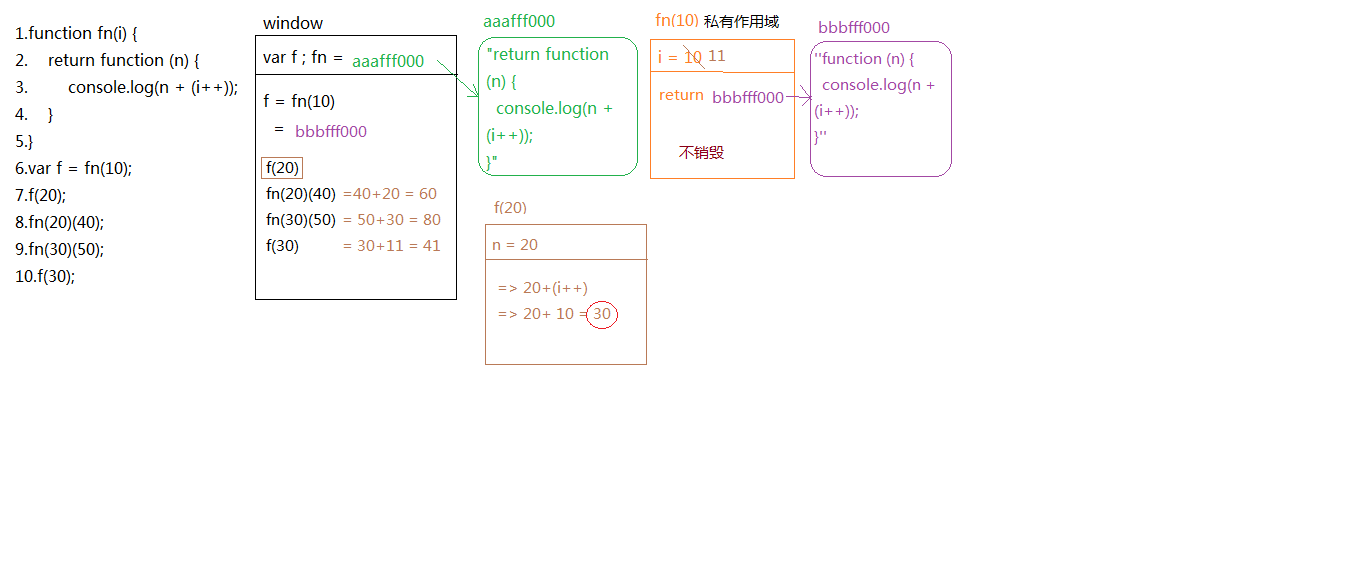 1.function fn(i) {
2. return function (n) {
3. console.log(n + (i++));
4. }
5.}
6.var f = fn(10);
7.f(20);
8.fn(20)(40);
9.fn(30)(50);
10.f(30);
window
var f ; fn = aaafff000
f = fn(10)
= bbbfff000
f(20)
fn(20)(40) =40+20 = 60
fn(30)(50) = 50+30 = 80
f(30) = 30+11 = 41
aaafff000
"return function
(n) {
console.log(n +
(i++));
}"
fn(10) 私有作用域
i = 10 11
return bbbfff000
不销毁
bbbfff000
''function (n) {
console.log(n +
(i++));
}''
f(20)
n = 20
=> 20+(i++)
=> 20+ 10 = 30